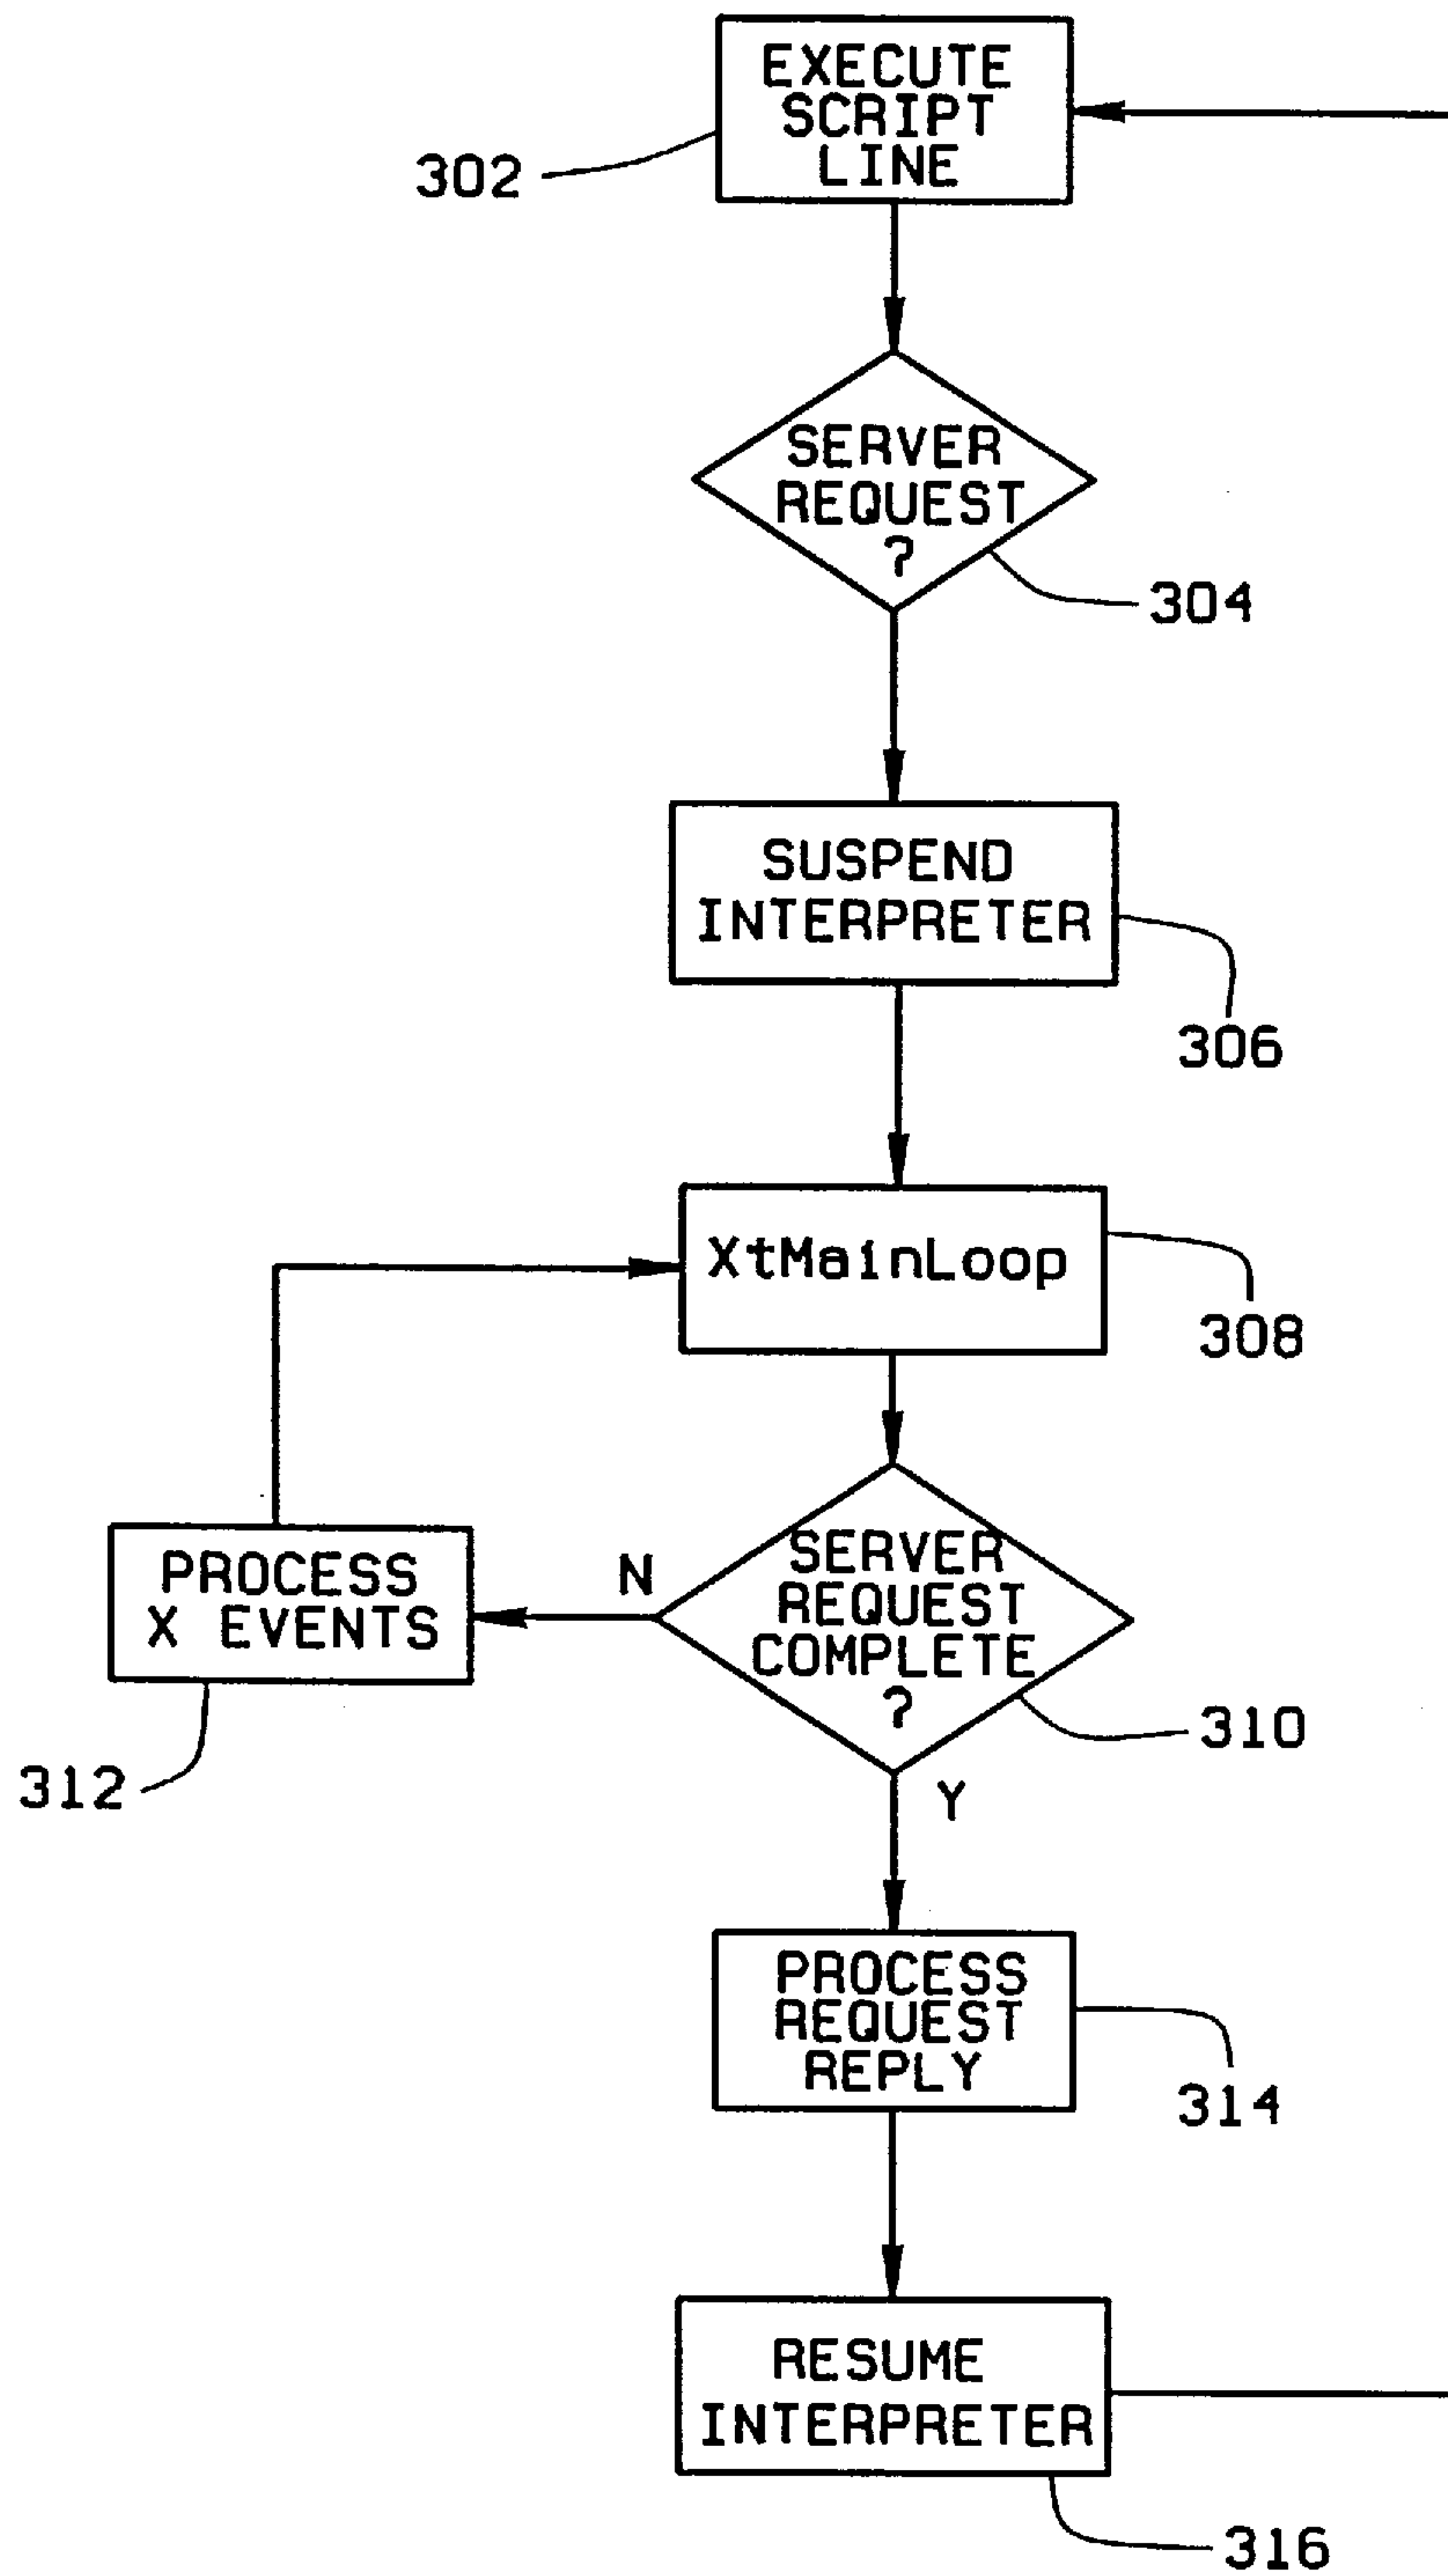 EXECUTE
SCRIPT
LINE
302
SERVER
REQUEST
?
304
SUSPEND
INTERPRETER
306
XtMainLoop
308
SERVER
REQUEST
COMPLETE
?
N
PROCESS
X EVENTS
310
312
Y
PROCESS
REQUEST
REPLY
314
RESUME
INTERPRETER
316